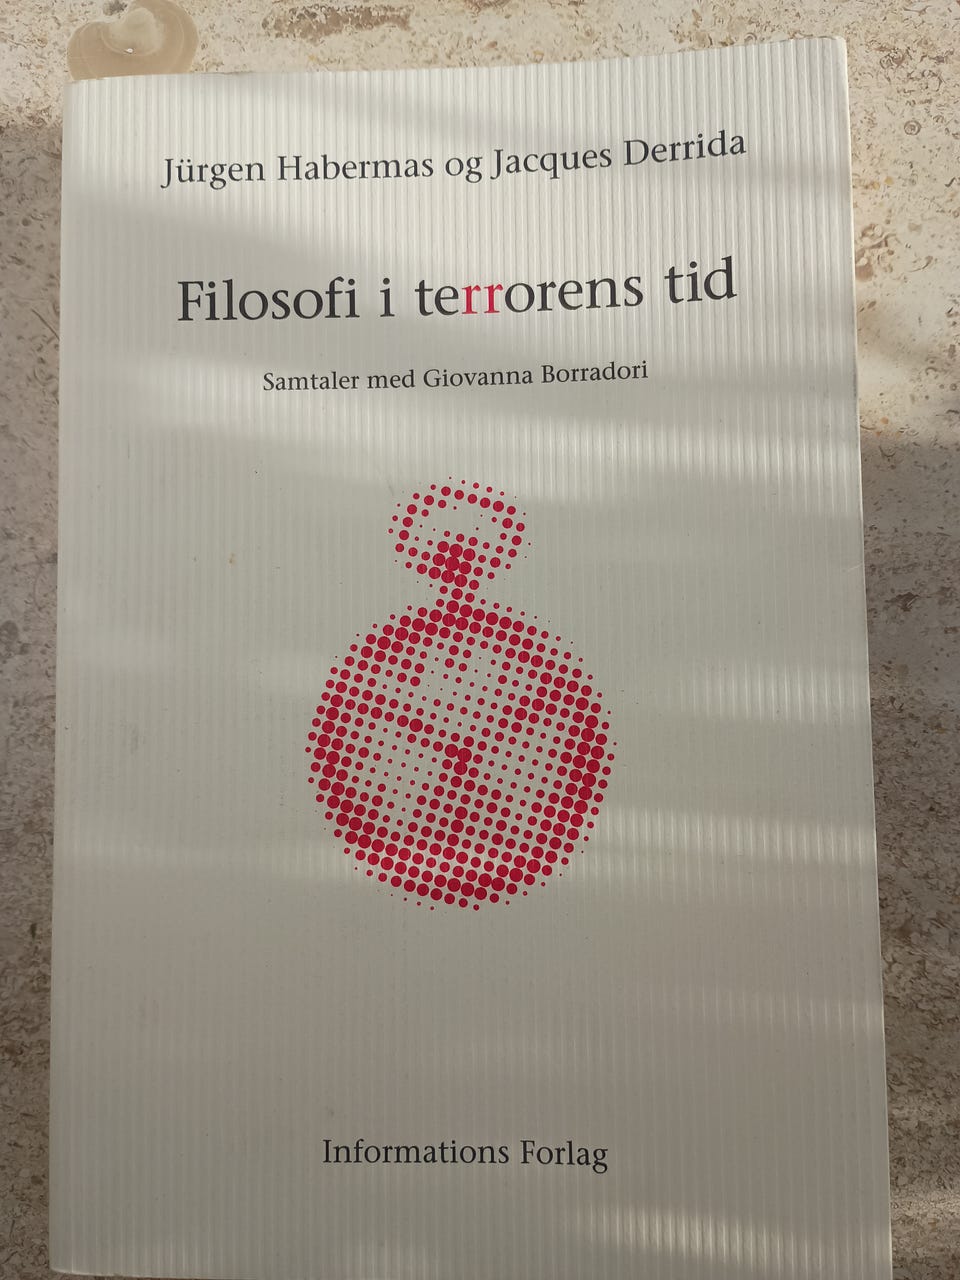 Jürgen Habermas og Jacques Derrida
Filosofi i terrorens tid
Samtaler med Giovanna Borradori
Informations Forlag